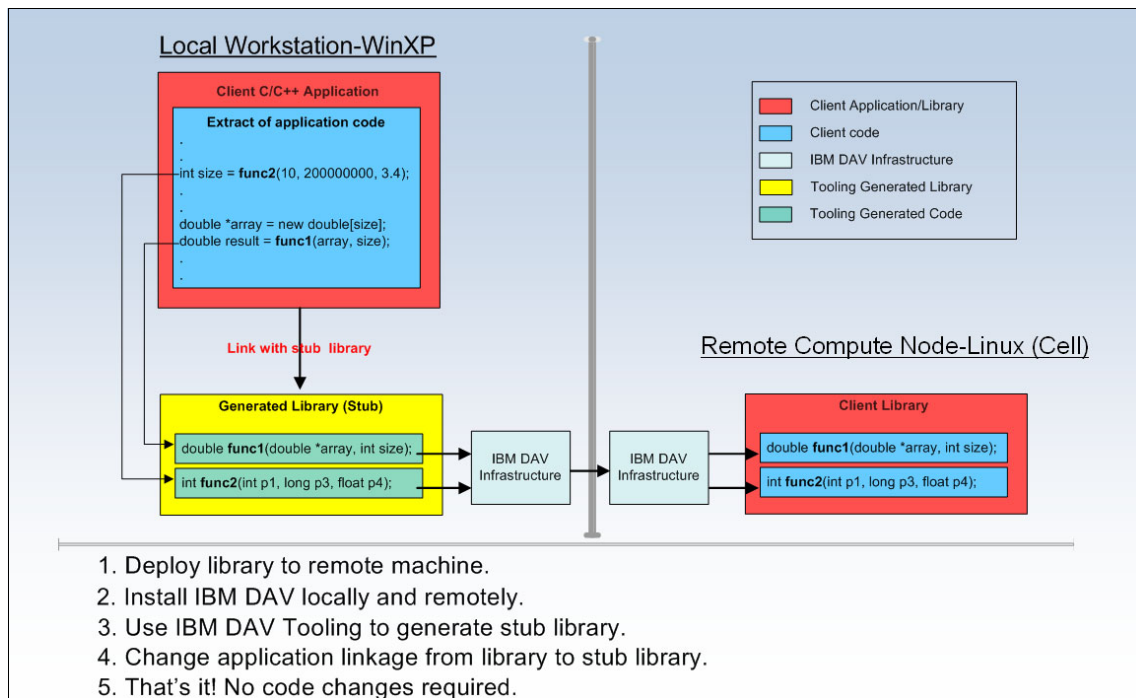 Local Workstation-WinXP
Client C/C++ Application
Extract of application code
.
.
int size = func2(10, 200000000, 3.4);
.
.
double *array = new double[size];
double result = func1(array, size);
.
.
Link with stub library
Generated Library (Stub)
double func1(double *array, int size);
int func2(int p1, long p3, float p4);
IBM DAV
Infrastructure
IBM DAV
Infrastructure
Client Application/Library
Client code
IBM DAV Infrastructure
Tooling Generated Library
Tooling Generated Code
Remote Compute Node-Linux (Cell)
Client Library
double func1(double *array, int size);
int func2(int p1, long p3, float p4);
1. Deploy library to remote machine.
2. Install IBM DAV locally and remotely.
3. Use IBM DAV Tooling to generate stub library.
4. Change application linkage from library to stub library.
5. That's it! No code changes required.